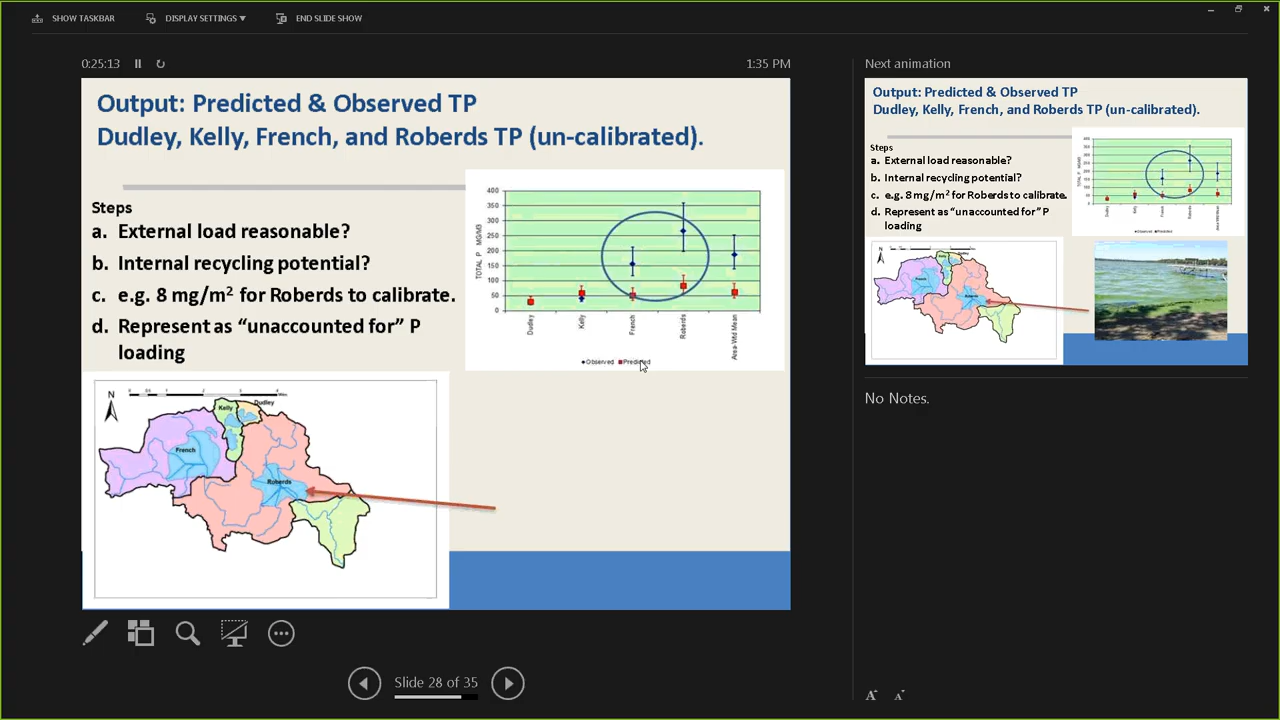 SHOW TASKBAR
DISPLAY SETTINGS ▼
END SLIDE SHOW
0:25:13
1:35 PM
Output: Predicted & Observed TP
Dudley, Kelly, French, and Roberds TP (un-calibrated).
Steps
a. External load reasonable?
b. Internal recycling potential?
c. e.g. 8 mg/m² for Roberds to calibrate.
d. Represent as “unaccounted for” P
loading
400
350
300
250
200
150
100
50
0
TOTAL P MG/M3
Dudley
Kelly
French
Roberds
Area-Wtd Mean
Observed
Predicted
N
Kelly
Dudley
French
Roberds
Slide 28 of 35
Next animation
Output: Predicted & Observed TP
Dudley, Kelly, French, and Roberds TP (un-calibrated).
Steps
a. External load reasonable?
b. Internal recycling potential?
c. e.g. 8 mg/m² for Roberds to calibrate.
d. Represent as “unaccounted for” P
loading
No Notes.